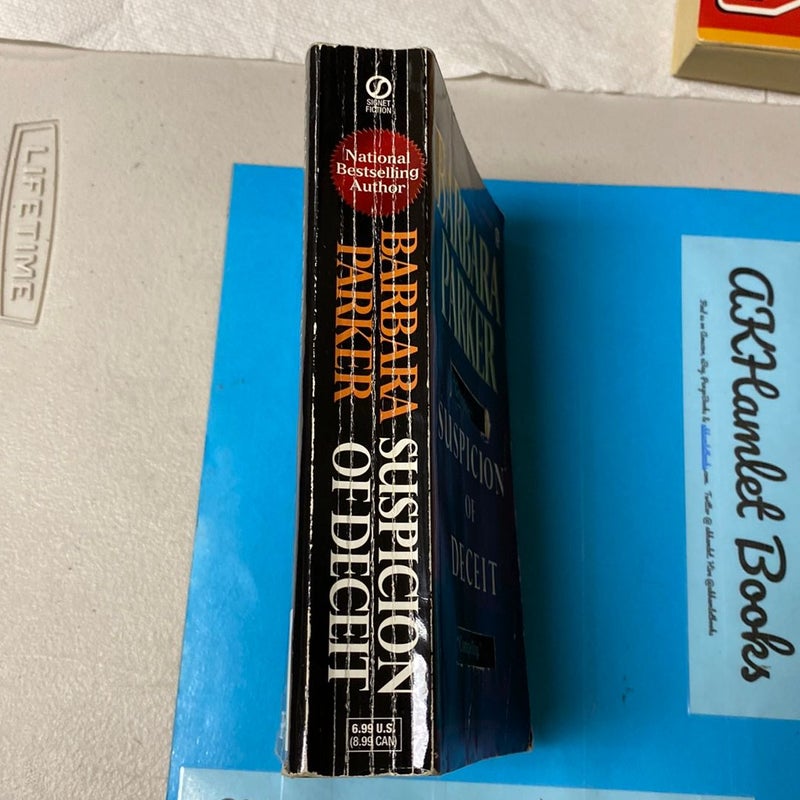 SIGNET
FICTION
National
Bestselling
Author
BARBARA
PARKER
SUSPICION
OF DECEIT
6.99 U.S.
(8.99 CAN)
BARBARA
PARKER
SUSPICION
OF
DECEIT
LIFETIME
AKHamlet Books